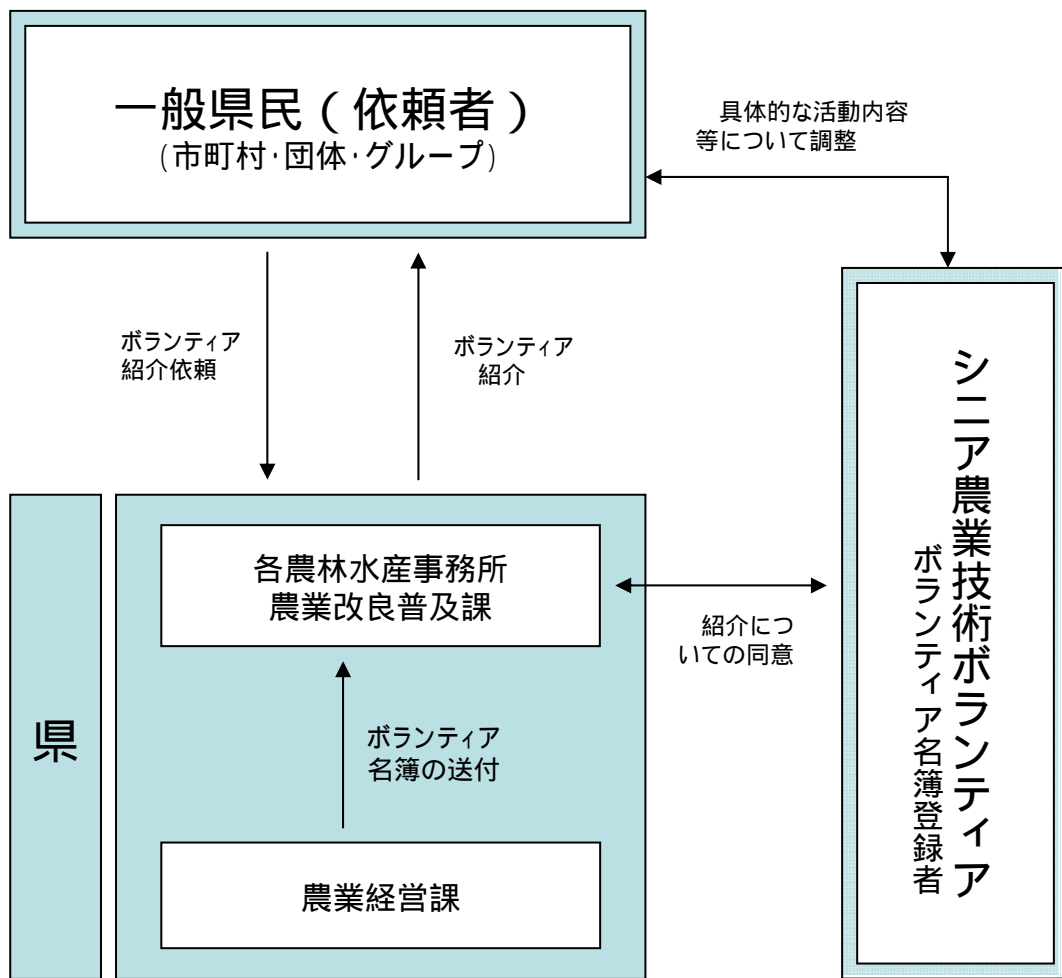 一般県民（依頼者）
(市町村・団体・グループ)
具体的な活動内容
等について調整
ボランティア
紹介依頼
ボランティア
紹介
シニア農業技術ボランティア
ボランティア名簿登録者
各農林水産事務所
農業改良普及課
紹介につ
いての同意
県
ボランティア
名簿の送付
農業経営課